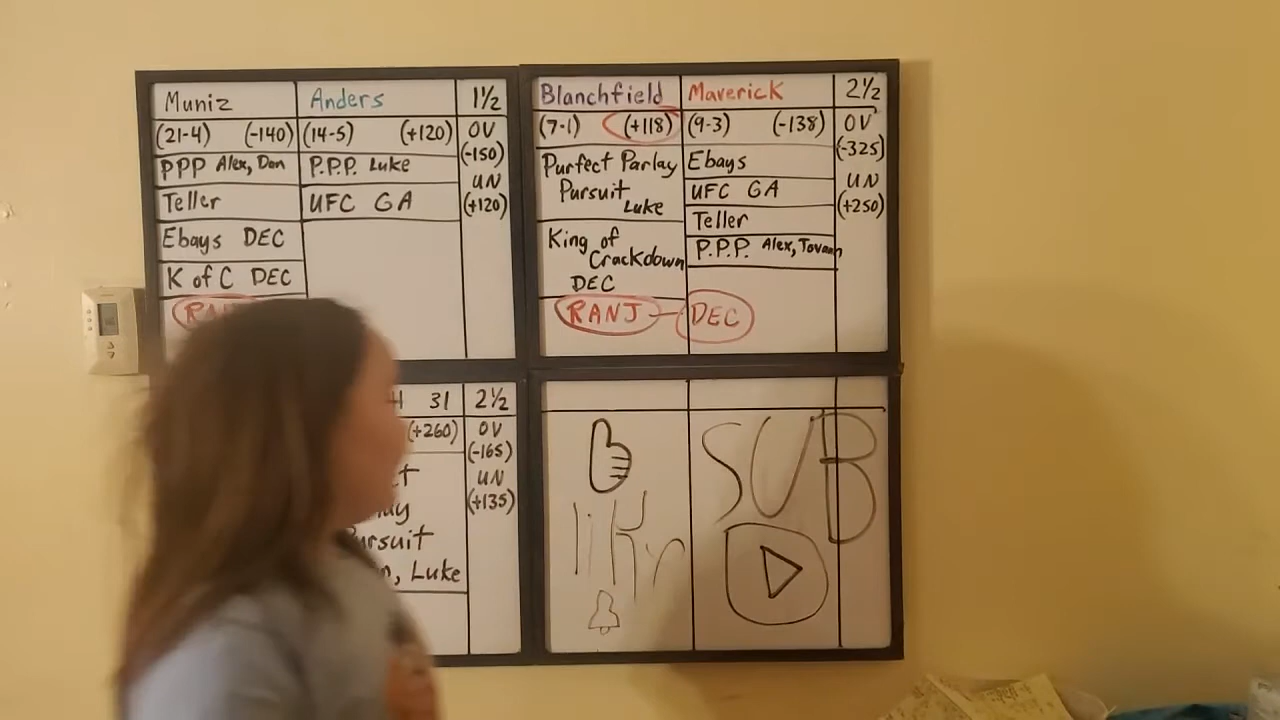 Muniz Anders 1½
(21-4) (-140) (14-5) (+120) OV
(-150)
PPP Alex, Dan P.P.P. Luke UN
Teller UFC GA (+120)
Ebays DEC
K of C DEC
Blanchfield Maverick 2½
(7-1) (+118) (9-3) (-138) OV
(-325)
Purfect Parlay Ebays
Pursuit UFC GA UN
Luke (+250)
Teller
King of P.P.P. Alex,
Crackdown
DEC
RANJ - DEC
31 2½
(+260) OV
(-165)
UN
(+135)
Luke
SUB